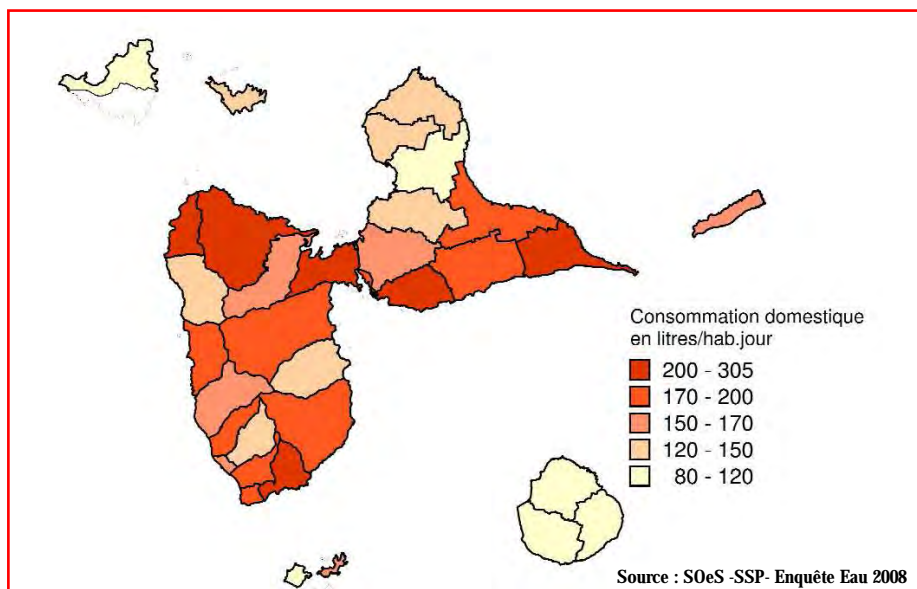 Consommation domestique
en litres/hab.jour
200 - 305
170 - 200
150 - 170
120 - 150
80 - 120
Source : SOeS -SSP- Enquête Eau 2008